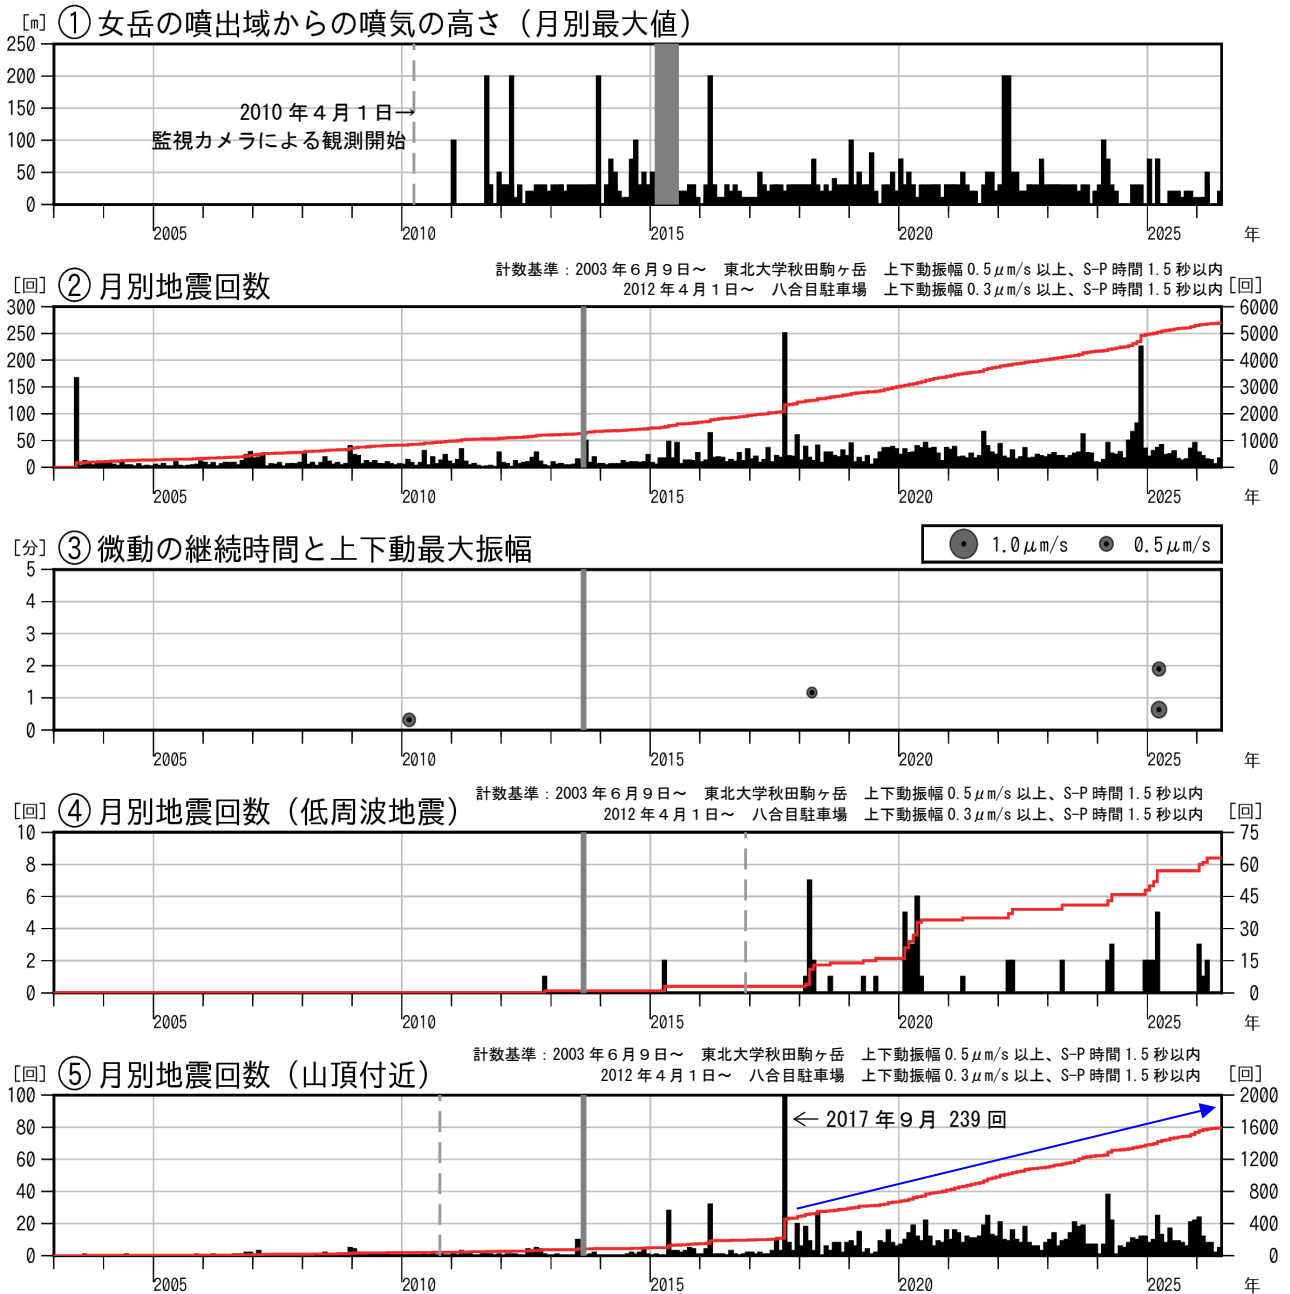 [m] ① 女岳の噴出域からの噴気の高さ（月別最大値）
250
200
150
100
50
0
2010 年４月１日→
監視カメラによる観測開始
2005 2010 2015 2020 2025 年
[回] ② 月別地震回数
計数基準：2003 年６月９日～　東北大学秋田駒ヶ岳　上下動振幅 0.5μm/s 以上、S-P 時間 1.5 秒以内
2012 年４月１日～　八合目駐車場　上下動振幅 0.3μm/s 以上、S-P 時間 1.5 秒以内 [回]
300 6000
250 5000
200 4000
150 3000
100 2000
50 1000
0 0
2005 2010 2015 2020 2025 年
[分] ③ 微動の継続時間と上下動最大振幅
1.0μm/s 0.5μm/s
5
4
3
2
1
0
2005 2010 2015 2020 2025 年
[回] ④ 月別地震回数（低周波地震）
計数基準：2003 年６月９日～　東北大学秋田駒ヶ岳　上下動振幅 0.5μm/s 以上、S-P 時間 1.5 秒以内
2012 年４月１日～　八合目駐車場　上下動振幅 0.3μm/s 以上、S-P 時間 1.5 秒以内 [回]
10 75
8 60
6 45
4 30
2 15
0 0
2005 2010 2015 2020 2025 年
[回] ⑤ 月別地震回数（山頂付近）
計数基準：2003 年６月９日～　東北大学秋田駒ヶ岳　上下動振幅 0.5μm/s 以上、S-P 時間 1.5 秒以内
2012 年４月１日～　八合目駐車場　上下動振幅 0.3μm/s 以上、S-P 時間 1.5 秒以内 [回]
100 2000
← 2017 年９月 239 回
80 1600
60 1200
40 800
20 400
0 0
2005 2010 2015 2020 2025 年